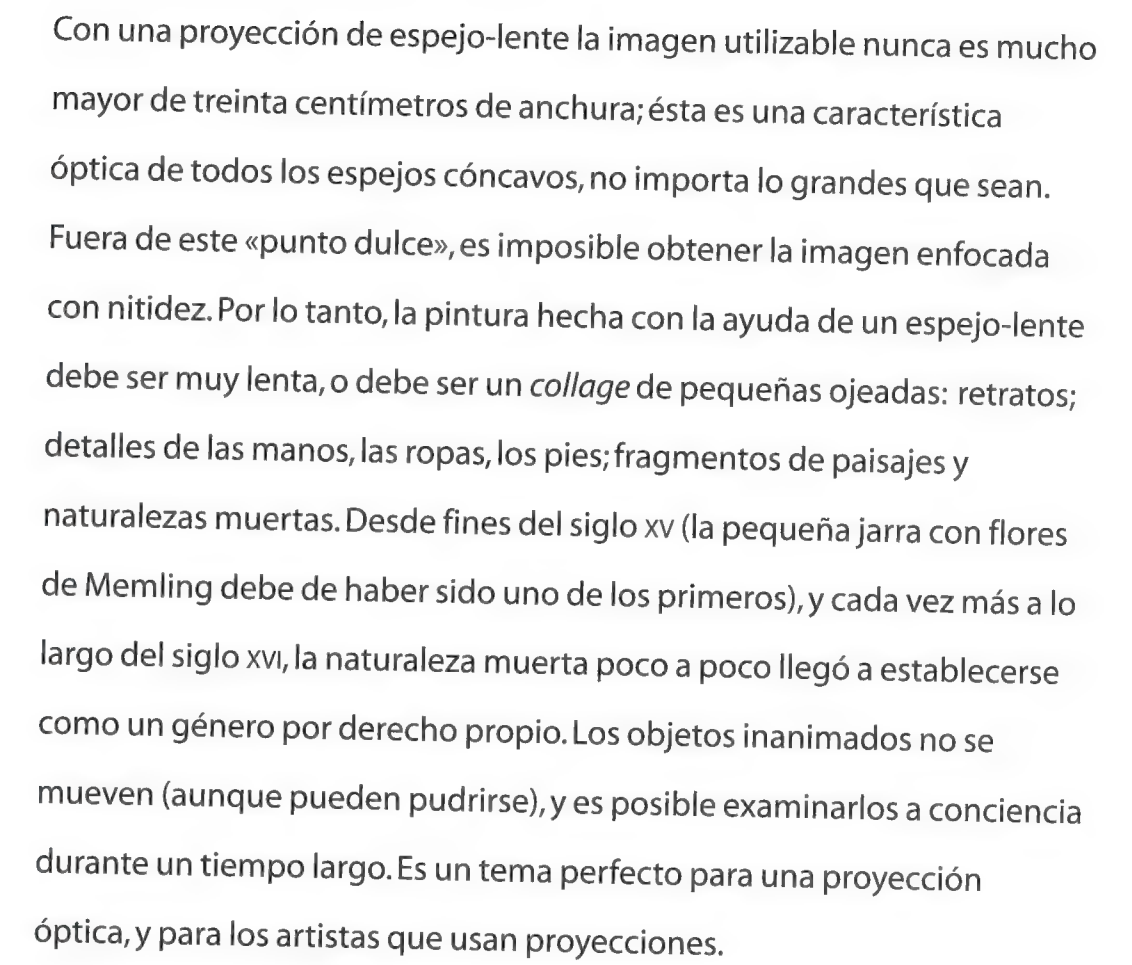 Con una proyección de espejo-lente la imagen utilizable nunca es mucho
mayor de treinta centímetros de anchura; ésta es una característica
óptica de todos los espejos cóncavos, no importa lo grandes que sean.
Fuera de este «punto dulce», es imposible obtener la imagen enfocada
con nitidez. Por lo tanto, la pintura hecha con la ayuda de un espejo-lente
debe ser muy lenta, o debe ser un collage de pequeñas ojeadas: retratos;
detalles de las manos, las ropas, los pies; fragmentos de paisajes y
naturalezas muertas. Desde fines del siglo XV (la pequeña jarra con flores
de Memling debe de haber sido uno de los primeros), y cada vez más a lo
largo del siglo XVI, la naturaleza muerta poco a poco llegó a establecerse
como un género por derecho propio. Los objetos inanimados no se
mueven (aunque pueden pudrirse), y es posible examinarlos a conciencia
durante un tiempo largo. Es un tema perfecto para una proyección
óptica, y para los artistas que usan proyecciones.